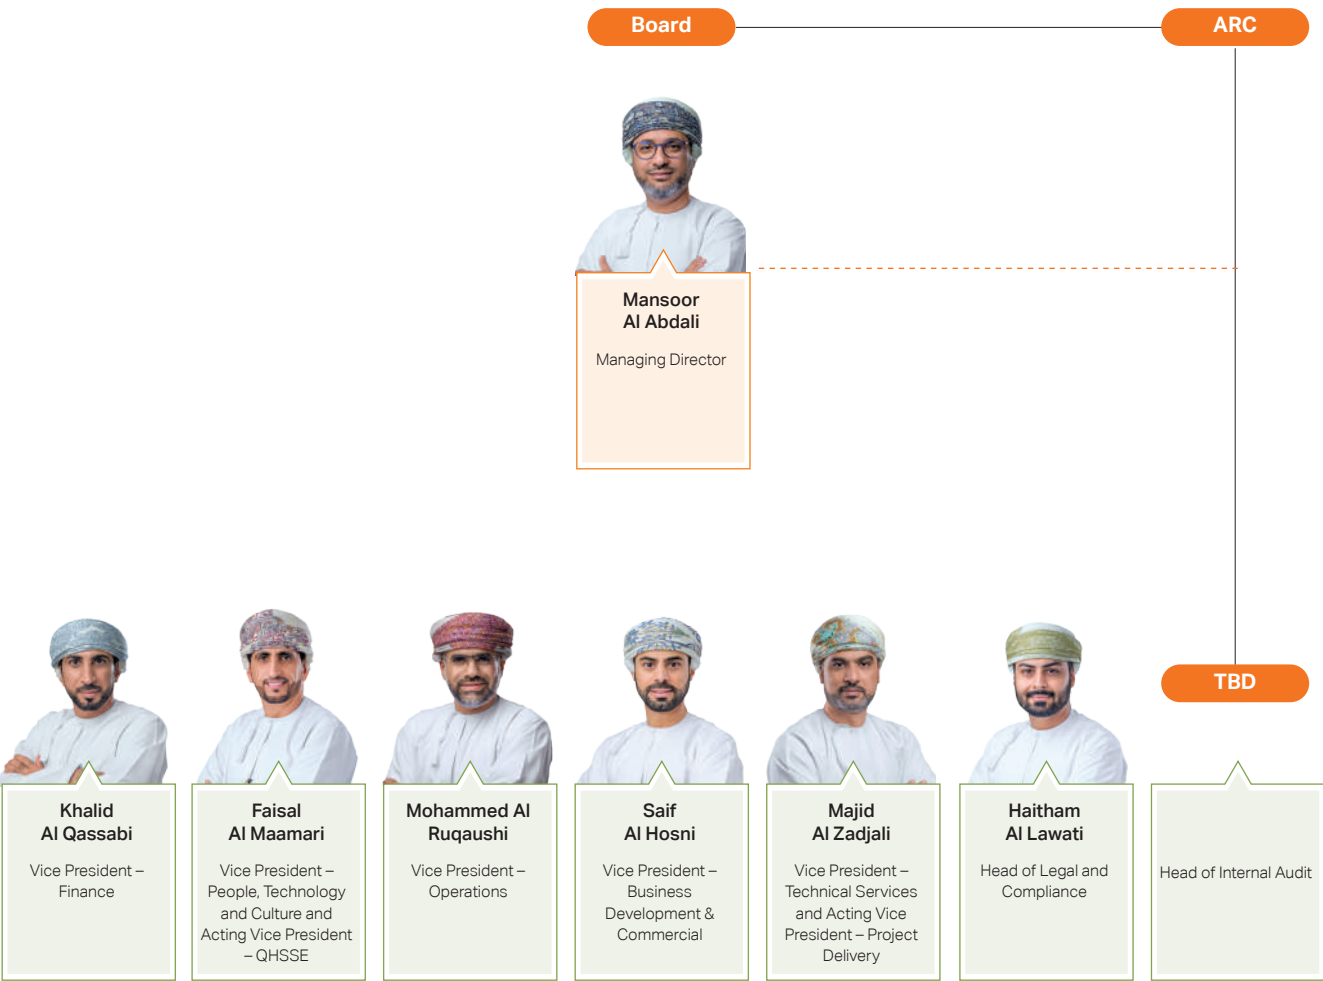 Board
ARC
Mansoor
Al Abdali
Managing Director
TBD
Khalid
Al Qassabi
Vice President –
Finance
Faisal
Al Maamari
Vice President –
People, Technology
and Culture and
Acting Vice President
– QHSSE
Mohammed Al
Ruqaushi
Vice President –
Operations
Saif
Al Hosni
Vice President –
Business
Development &
Commercial
Majid
Al Zadjali
Vice President –
Technical Services
and Acting Vice
President – Project
Delivery
Haitham
Al Lawati
Head of Legal and
Compliance
Head of Internal Audit